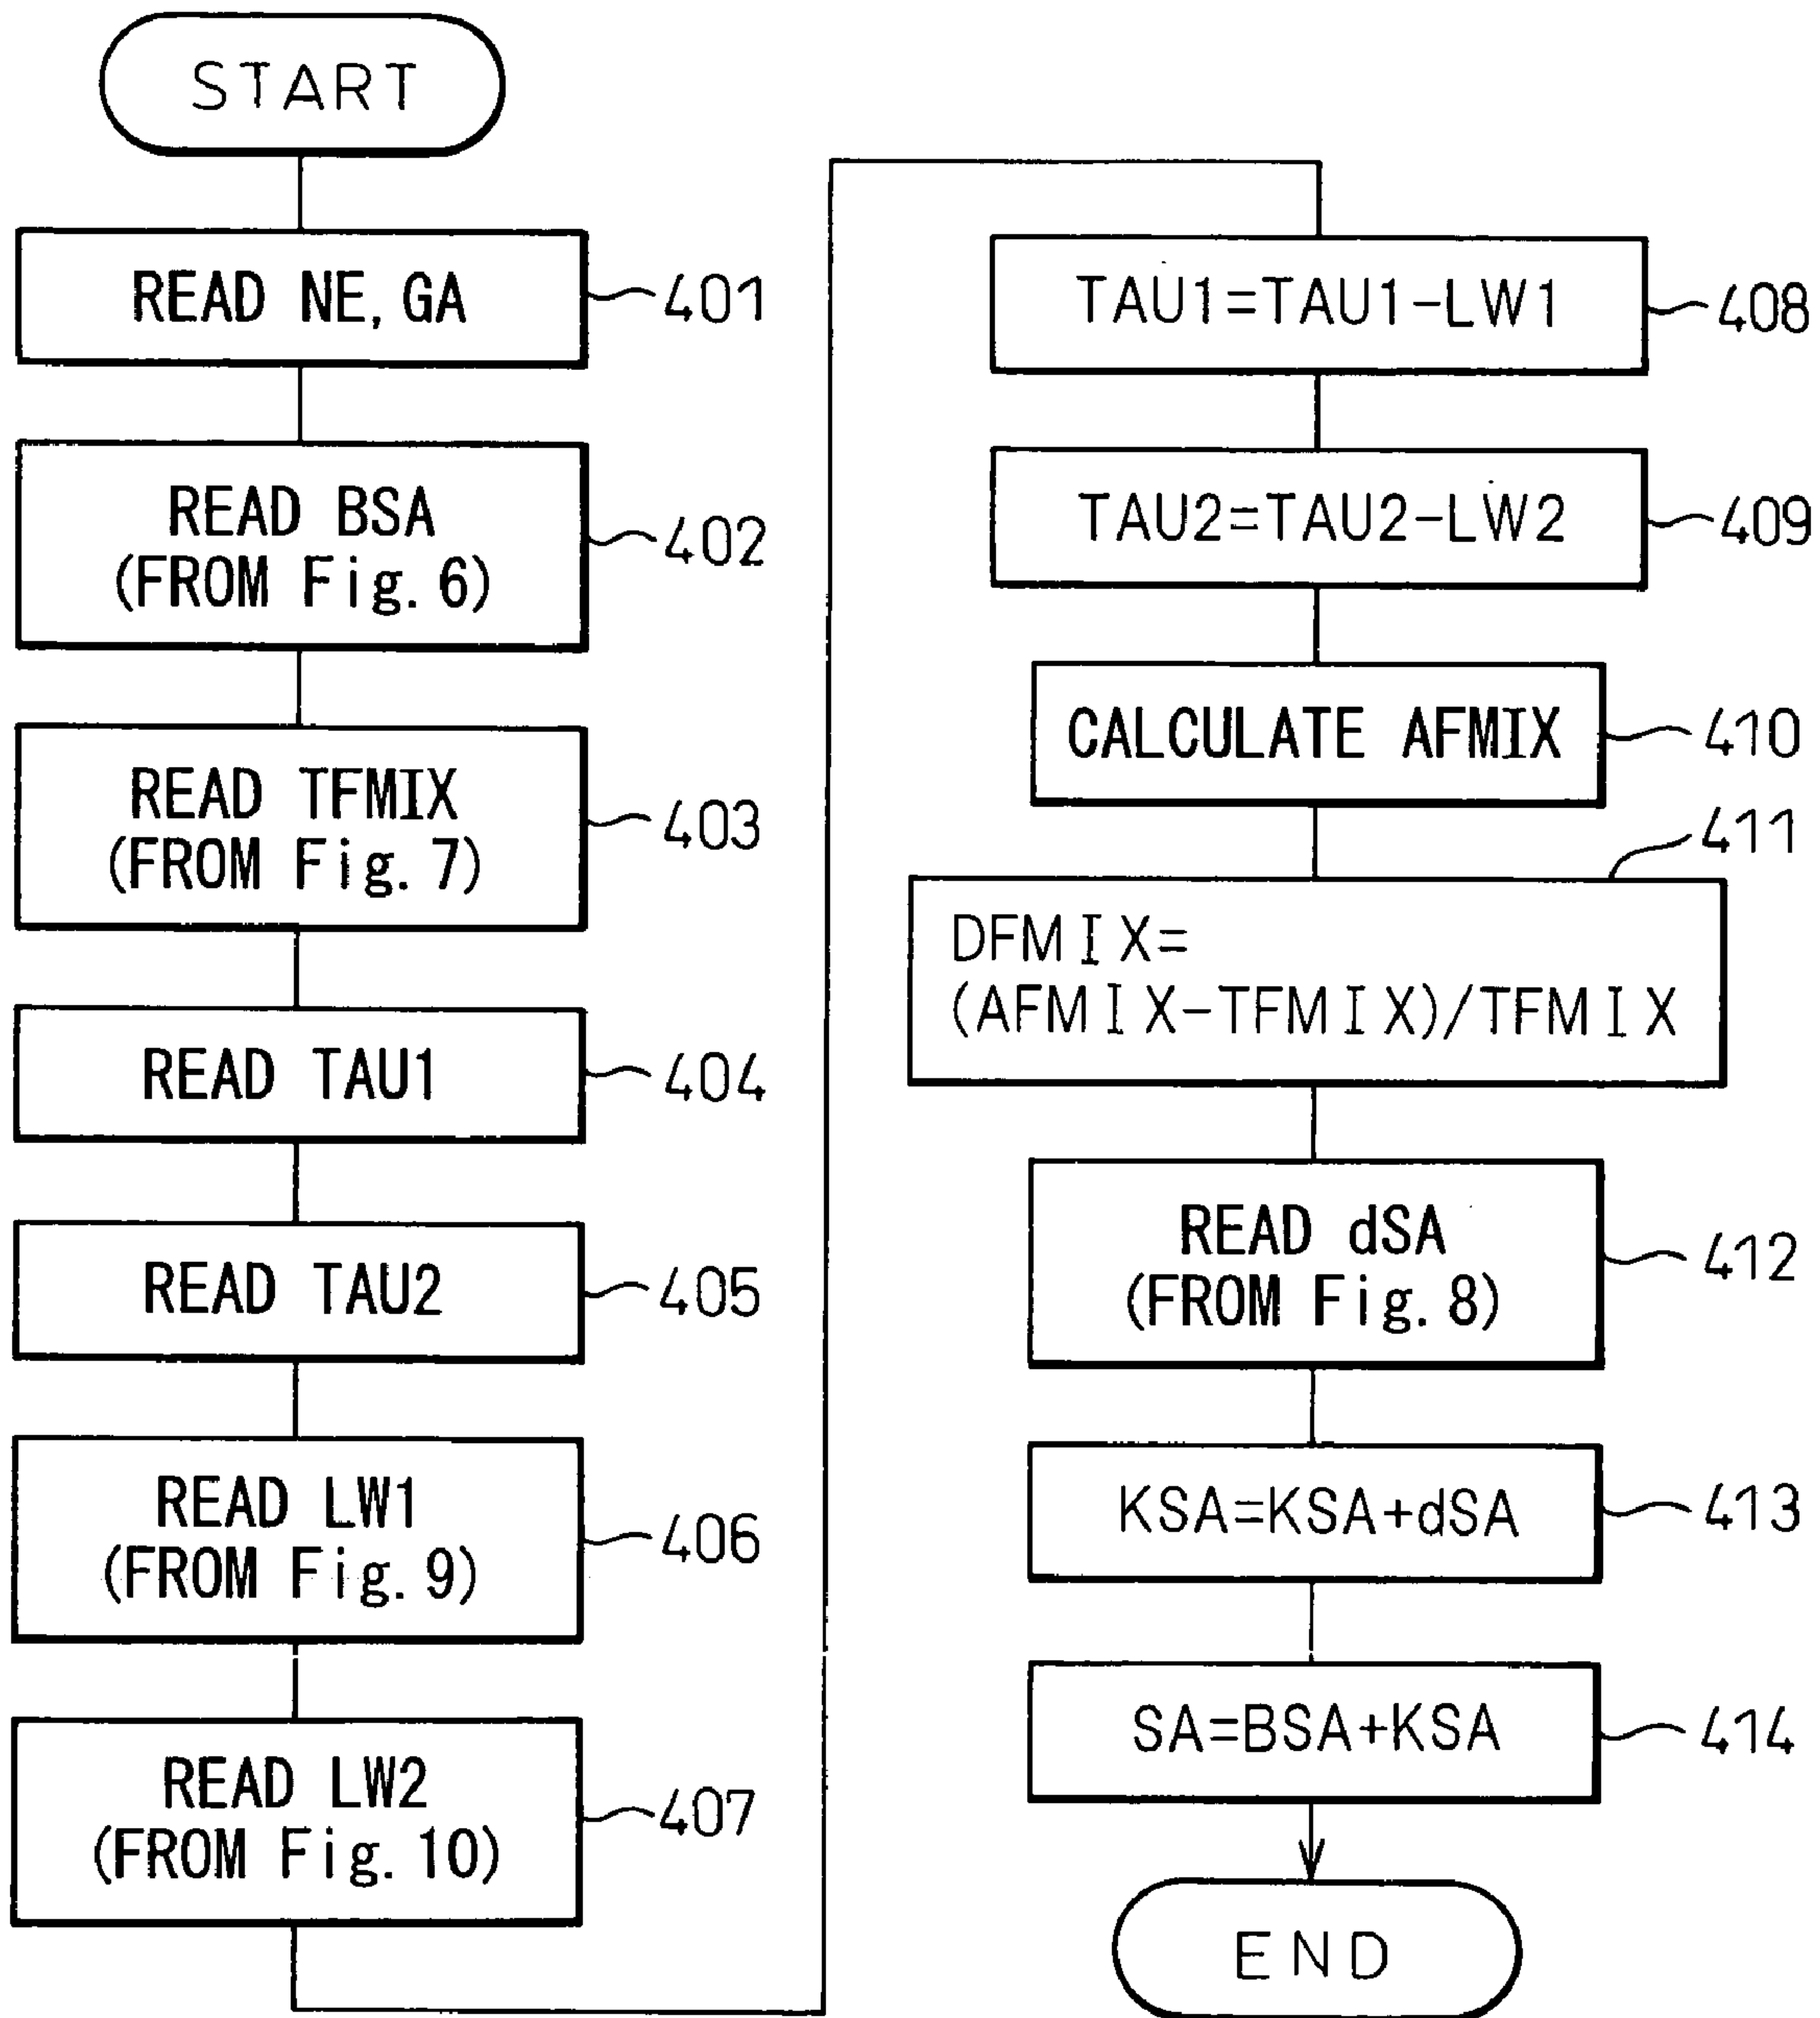 START
READ NE, GA
401
READ BSA
(FROM Fig. 6)
402
READ TFMIX
(FROM Fig. 7)
403
READ TAU1
404
READ TAU2
405
READ LW1
(FROM Fig. 9)
406
READ LW2
(FROM Fig. 10)
407
TAU1=TAU1-LW1
408
TAU2=TAU2-LW2
409
CALCULATE AFMIX
410
411
DFMIX=
(AFMIX-TFMIX)/TFMIX
READ dSA
(FROM Fig. 8)
412
KSA=KSA+dSA
413
SA=BSA+KSA
414
END